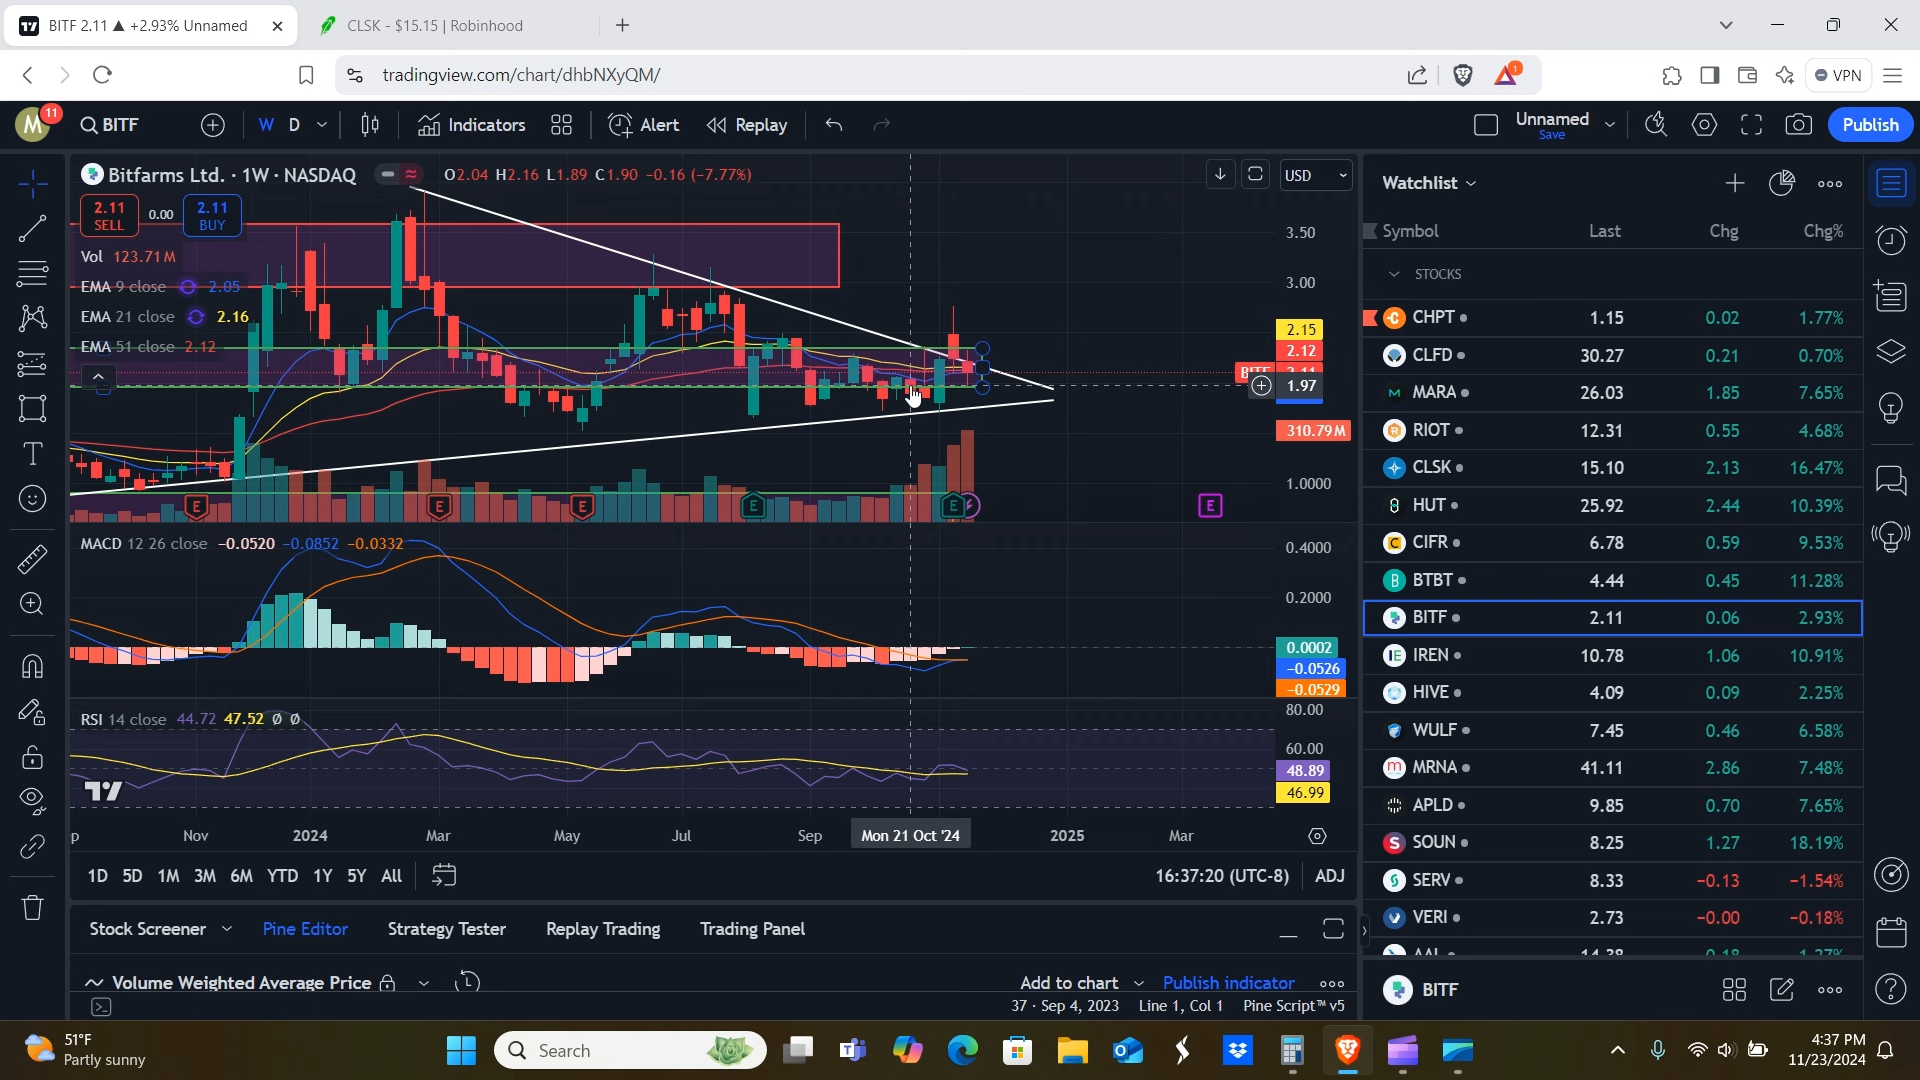 BITF 2.11 ▲ +2.93% Unnamed
CLSK - $15.15 | Robinhood
tradingview.com/chart/dhbNXyQM/
1
VPN
M
11
BITF
W
D
Indicators
Alert
Replay
Unnamed
Save
Publish
Bitfarms Ltd. · 1W · NASDAQ
O2.04 H2.16 L1.89 C1.90 -0.16 (-7.77%)
USD
2.11
SELL
0.00
2.11
BUY
Vol 123.71M
EMA 9 close 2.05
EMA 21 close 2.16
EMA 51 close 2.12
3.50
3.00
2.15
2.12
1.97
310.79M
1.0000
E
E
E
E
E
E
MACD 12 26 close -0.0520 -0.0852 -0.0332
0.4000
0.2000
0.0002
-0.0526
-0.0529
RSI 14 close 44.72 47.52 Ø Ø
80.00
60.00
48.89
46.99
Nov
2024
Mar
May
Jul
Sep
Mon 21 Oct '24
2025
Mar
1D 5D 1M 3M 6M YTD 1Y 5Y All
16:37:20 (UTC-8)
ADJ
Stock Screener
Pine Editor
Strategy Tester
Replay Trading
Trading Panel
Volume Weighted Average Price
Add to chart
Publish indicator
37 · Sep 4, 2023
Line 1, Col 1
Pine Script™ v5
Watchlist
Symbol Last Chg Chg%
STOCKS
CHPT 1.15 0.02 1.77%
CLFD 30.27 0.21 0.70%
MARA 26.03 1.85 7.65%
RIOT 12.31 0.55 4.68%
CLSK 15.10 2.13 16.47%
HUT 25.92 2.44 10.39%
CIFR 6.78 0.59 9.53%
BTBT 4.44 0.45 11.28%
BITF 2.11 0.06 2.93%
IREN 10.78 1.06 10.91%
HIVE 4.09 0.09 2.25%
WULF 7.45 0.46 6.58%
MRNA 41.11 2.86 7.48%
APLD 9.85 0.70 7.65%
SOUN 8.25 1.27 18.19%
SERV 8.33 -0.13 -1.54%
VERI 2.73 -0.00 -0.18%
BITF
51°F
Partly sunny
Search
4:37 PM
11/23/2024